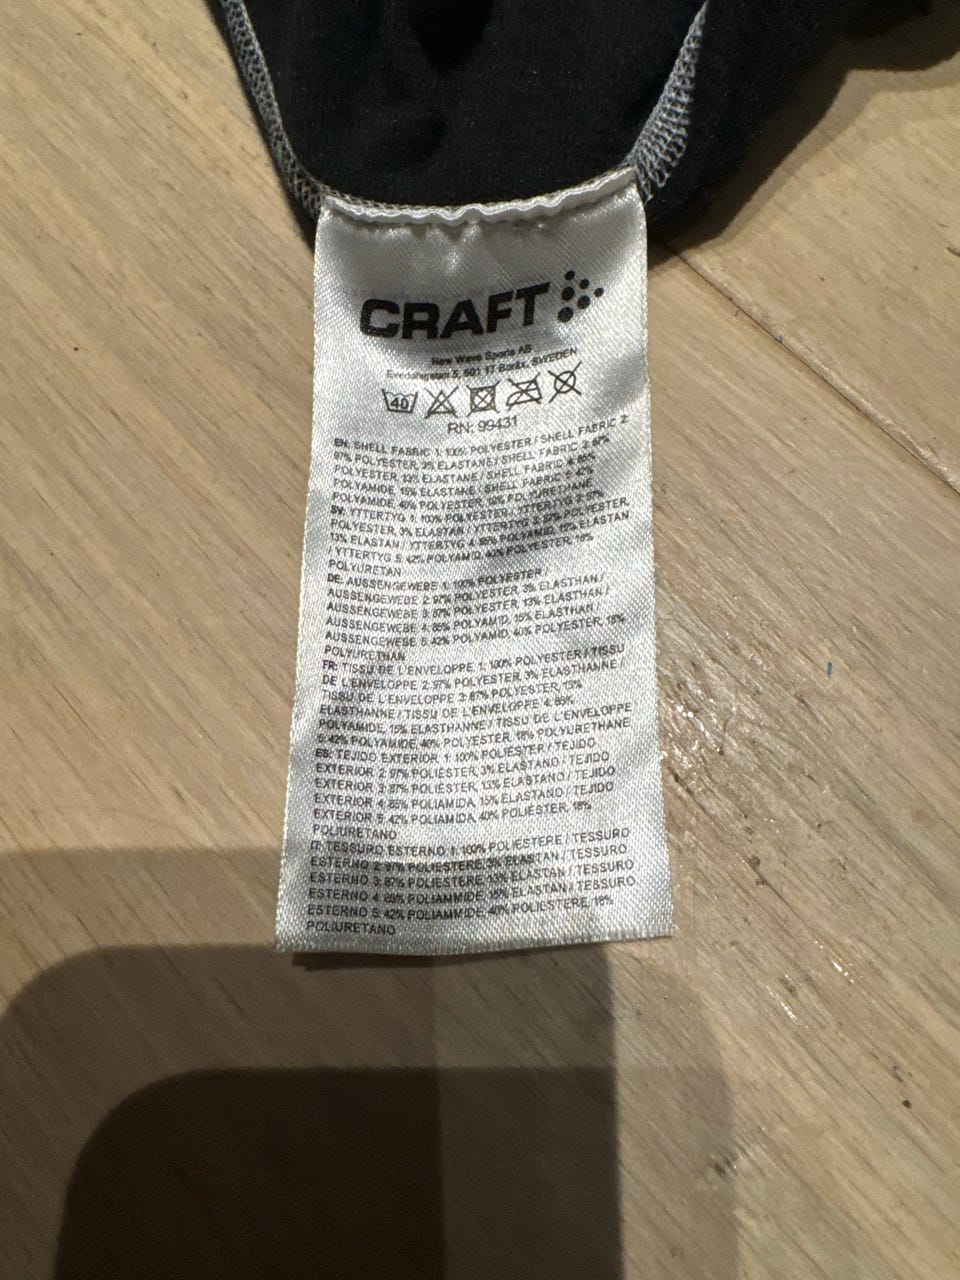 CRAFT
New Wave Sports AB
5, 501 17 Borås, SWEDEN
40
RN: 99431
EN: SHELL FABRIC 1: 100% POLYESTER / SHELL FABRIC 2:
97% POLYESTER, 3% ELASTANE / SHELL FABRIC 3: 87%
POLYESTER, 13% ELASTANE / SHELL FABRIC 4: 85%
POLYAMIDE, 15% ELASTANE / SHELL FABRIC 5: 42%
POLYAMIDE, 40% POLYESTER, 18% POLYURETHANE
SV: YTTERTYG 1: 100% POLYESTER, YTTERTYG 2: 97%
POLYESTER, 3% ELASTAN / YTTERTYG 3: 87% POLYESTER,
13% ELASTAN / YTTERTYG 4: 85% POLYAMID, 15% ELASTAN
/ YTTERTYG 5: 42% POLYAMID, 40% POLYESTER, 18%
POLYURETAN
DE: AUSSENGEWEBE 1: 100% POLYESTER /
AUSSENGEWEBE 2: 97% POLYESTER, 3% ELASTHAN /
AUSSENGEWEBE 3: 87% POLYESTER, 13% ELASTHAN /
AUSSENGEWEBE 4: 85% POLYAMID, 15% ELASTHAN /
AUSSENGEWEBE 5: 42% POLYAMID, 40% POLYESTER, 18%
POLYURETHAN
FR: TISSU DE L'ENVELOPPE 1: 100% POLYESTER / TISSU
DE L'ENVELOPPE 2: 97% POLYESTER, 3% ELASTHANNE /
TISSU DE L'ENVELOPPE 3: 87% POLYESTER, 13%
ELASTHANNE / TISSU DE L'ENVELOPPE 4: 85%
POLYAMIDE, 15% ELASTHANNE / TISSU DE L'ENVELOPPE
5: 42% POLYAMIDE, 40% POLYESTER, 18% POLYURETHANE
ES: TEJIDO EXTERIOR 1: 100% POLIÉSTER / TEJIDO
EXTERIOR 2: 97% POLIÉSTER, 3% ELASTANO / TEJIDO
EXTERIOR 3: 87% POLIÉSTER, 13% ELASTANO / TEJIDO
EXTERIOR 4: 85% POLIAMIDA, 15% ELASTANO / TEJIDO
EXTERIOR 5: 42% POLIAMIDA, 40% POLIÉSTER, 18%
POLIURETANO
IT: TESSURO ESTERNO 1: 100% POLIESTERE / TESSURO
ESTERNO 2: 97% POLIESTERE, 3% ELASTAN / TESSURO
ESTERNO 3: 87% POLIESTERE, 13% ELASTAN / TESSURO
ESTERNO 4: 85% POLIAMMIDE, 15% ELASTAN / TESSURO
ESTERNO 5: 42% POLIAMMIDE, 40% POLIESTERE, 18%
POLIURETANO